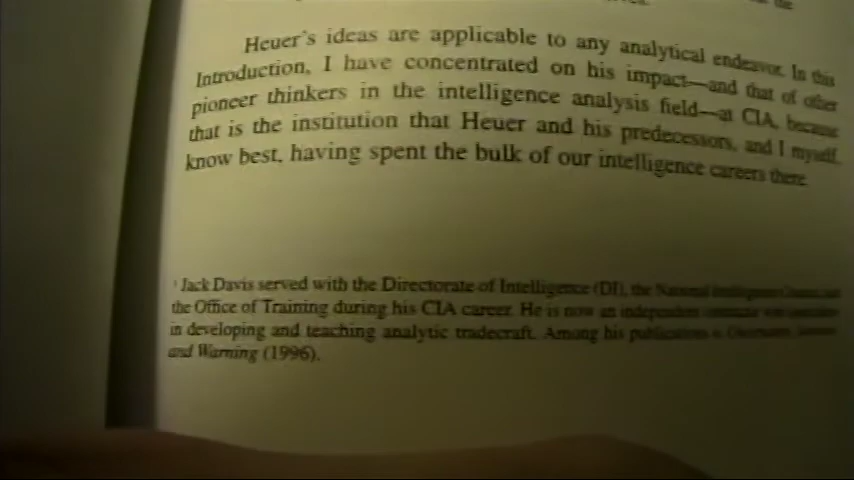 the
Heuer's ideas are applicable to any analytical endeavor. In this
Introduction, I have concentrated on his impact—and that of other
pioneer thinkers in the intelligence analysis field—at CIA, because
that is the institution that Heuer and his predecessors, and I myself,
know best, having spent the bulk of our intelligence careers there.
¹ Jack Davis served with the Directorate of Intelligence (DI), the National
the Office of Training during his CIA career. He is now an independent
in developing and teaching analytic tradecraft. Among his publications is
and Warning (1996).